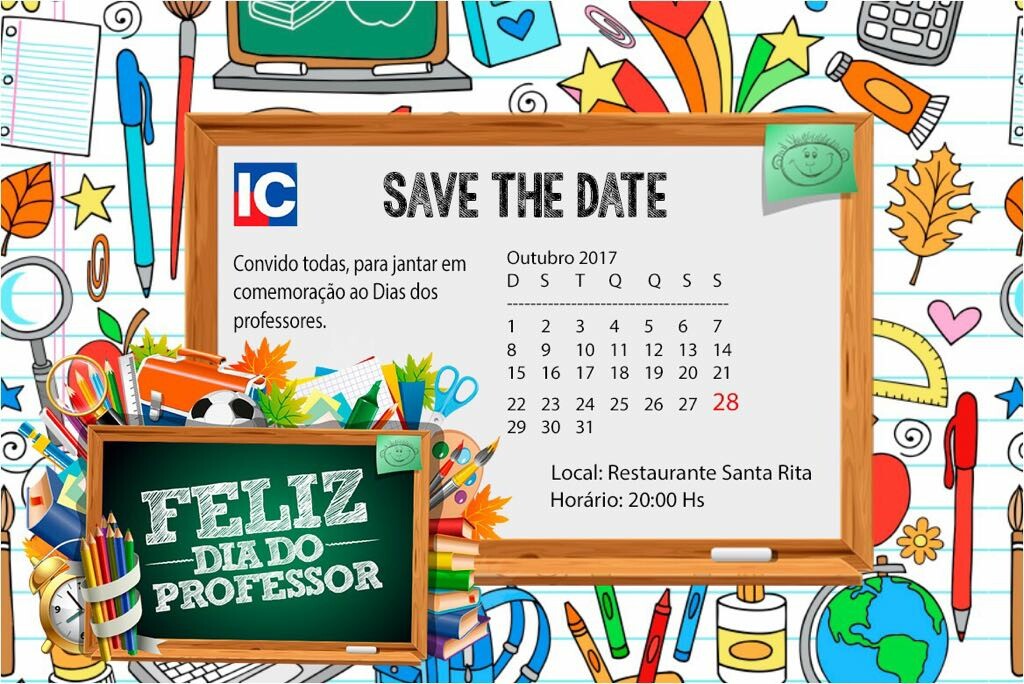 IC
SAVE THE DATE
Convido todas, para jantar em
comemoração ao Dias dos
professores.
Outubro 2017
D S T Q Q S S
----------------------------------------
1 2 3 4 5 6 7
8 9 10 11 12 13 14
15 16 17 18 19 20 21
22 23 24 25 26 27 28
29 30 31
Local: Restaurante Santa Rita
Horário: 20:00 Hs
FELIZ
DIA DO
PROFESSOR